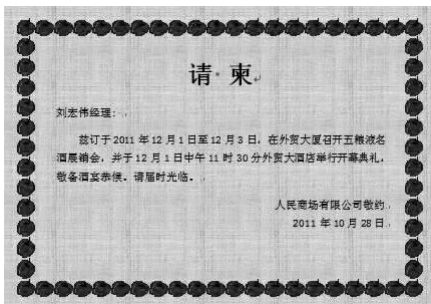 请 柬
刘宏伟经理：
兹订于 2011 年 12 月 1 日至 12 月 3 日，在外贸大厦召开五粮液名
酒展销会，并于 12 月 1 日中午 11 时 30 分外贸大酒店举行开幕典礼，
敬备酒宴恭候。请届时光临。
人民商场有限公司敬约
2011 年 10 月 28 日